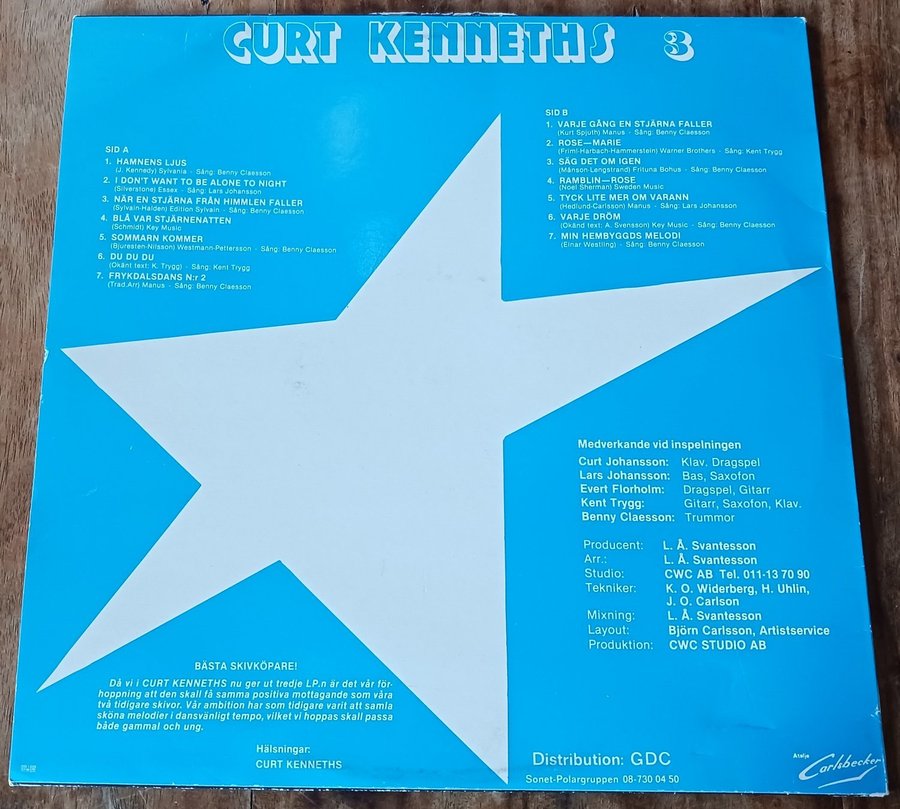 CURT KENNETHS 3
SID A
1. HAMNENS LJUS
(J. Kennedy) Sylvania - Sång: Benny Claesson
2. I DON'T WANT TO BE ALONE TO NIGHT
(Silverstone) Essex - Sång: Lars Johansson
3. NÄR EN STJÄRNA FRÅN HIMMLEN FALLER
(Sylvain-Halden) Edition Sylvain - Sång: Benny Claesson
4. BLÅ VAR STJÄRNENATTEN
(Schmidt) Key Music
5. SOMMARN KOMMER
(Bjuresten-Nilsson) Westmann-Pettersson - Sång: Benny Claesson
6. DU DU DU
(Okänt text: K. Trygg) - Sång: Kent Trygg
7. FRYKDALSDANS N:r 2
(Trad.Arr) Manus - Sång: Benny Claesson
SID B
1. VARJE GÅNG EN STJÄRNA FALLER
(Kurt Spjuth) Manus - Sång: Benny Claesson
2. ROSE—MARIE
(Friml-Harbach-Hammerstein) Warner Brothers - Sång: Kent Trygg
3. SÄG DET OM IGEN
(Månson-Lengstrand) Frituna Bohus - Sång: Benny Claesson
4. RAMBLIN—ROSE
(Noel Sherman) Sweden Music
5. TYCK LITE MER OM VARANN
(Hedlund-Carlsson) Manus - Sång: Lars Johansson
6. VARJE DRÖM
(Okänd text: A. Svensson) Key Music - Sång: Benny Claesson
7. MIN HEMBYGGDS MELODI
(Einar Westling) - Sång: Benny Claesson
Medverkande vid inspelningen
Curt Johansson: Klav. Dragspel
Lars Johansson: Bas, Saxofon
Evert Florholm: Dragspel, Gitarr
Kent Trygg: Gitarr, Saxofon, Klav.
Benny Claesson: Trummor
Producent: L. Å. Svantesson
Arr.: L. Å. Svantesson
Studio: CWC AB Tel. 011-13 70 90
Tekniker: K. O. Widerberg, H. Uhlin,
J. O. Carlson
Mixning: L. Å. Svantesson
Layout: Björn Carlsson, Artistservice
Produktion: CWC STUDIO AB
BÄSTA SKIVKÖPARE!
Då vi i CURT KENNETHS nu ger ut tredje LP.n är det vår för-
hoppning att den skall få samma positiva mottagande som våra
två tidigare skivor. Vår ambition har som tidigare varit att samla
sköna melodier i dansvänligt tempo, vilket vi hoppas skall passa
både gammal och ung.
Hälsningar:
CURT KENNETHS
Distribution: GDC
Sonet-Polargruppen 08-730 04 50
Ateljé
Carlsbecker